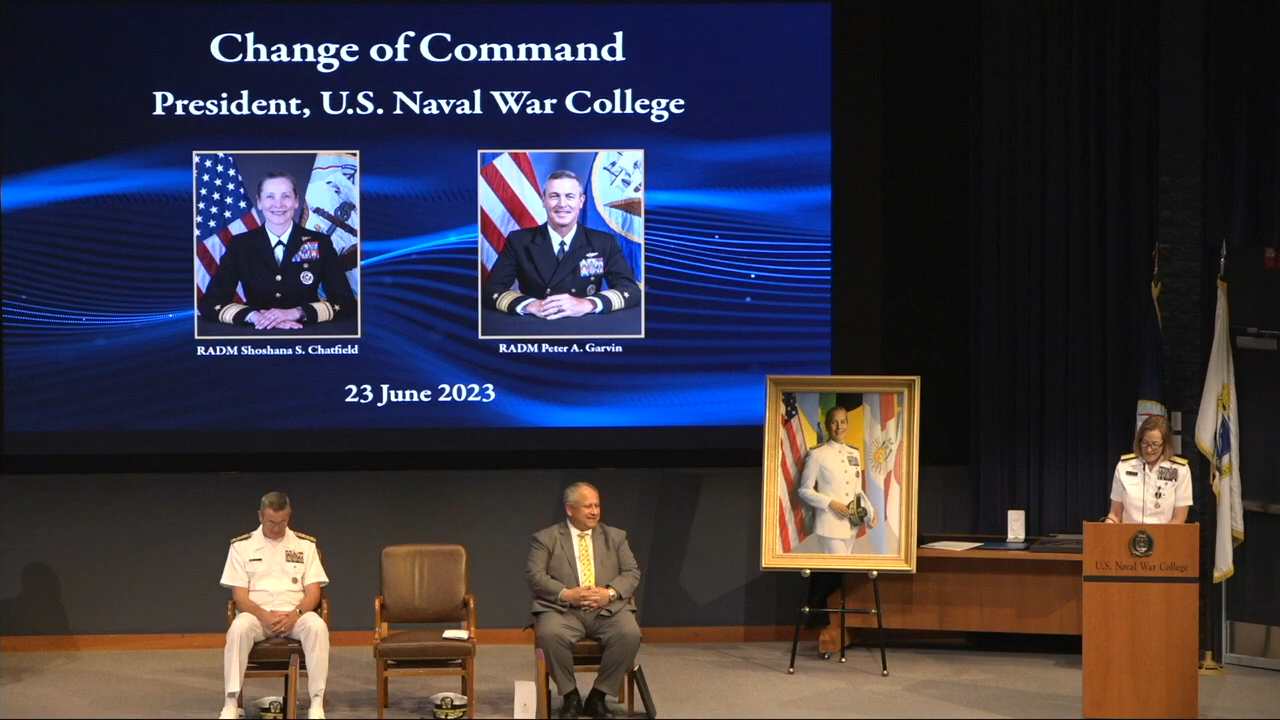 Change of Command
President, U.S. Naval War College
RADM Shoshana S. Chatfield
RADM Peter A. Garvin
23 June 2023
U.S. Naval War College